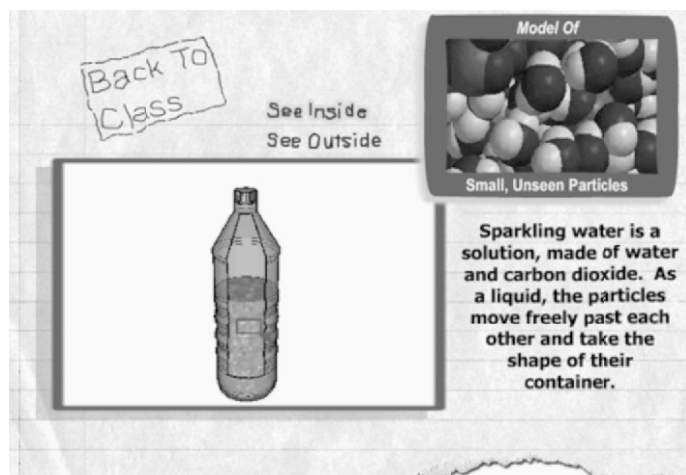 Back To
Class
See Inside
See Outside
Model Of
Small, Unseen Particles
Sparkling water is a
solution, made of water
and carbon dioxide. As
a liquid, the particles
move freely past each
other and take the
shape of their
container.